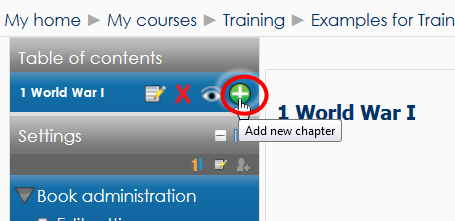 My home ► My courses ► Training ► Examples for Train
Table of contents
1 World War I
1 World War I
Add new chapter
Settings
Book administration